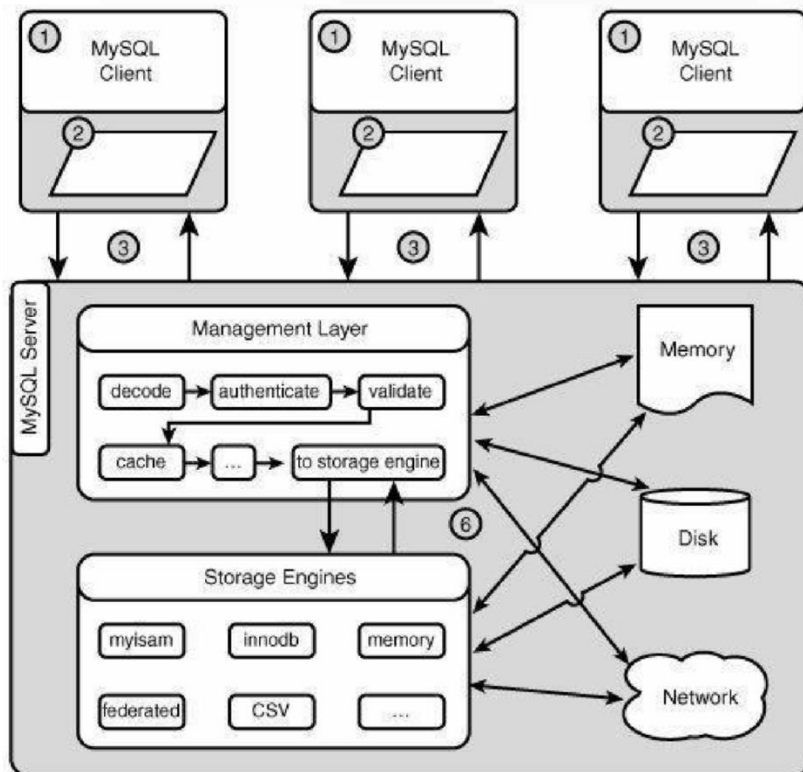 1
MySQL
Client
2
1
MySQL
Client
2
1
MySQL
Client
2
3
3
3
MySQL Server
Management Layer
decode
authenticate
validate
cache
...
to storage engine
6
Storage Engines
myisam
innodb
memory
federated
CSV
...
Memory
Disk
Network